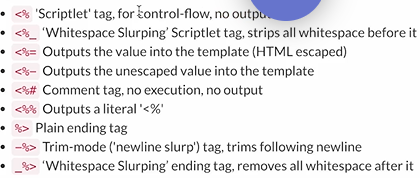 <% 'Scriptlet' tag, for control-flow, no
<%_ ‘Whitespace Slurping’ Scriptlet tag, strips all whitespace before it
<%= Outputs the value into the template (HTML escaped)
<%- Outputs the unescaped value into the template
<%# Comment tag, no execution, no output
<%% Outputs a literal '<%'
%> Plain ending tag
-%> Trim-mode ('newline slurp') tag, trims following newline
_%> ‘Whitespace Slurping’ ending tag, removes all whitespace after it